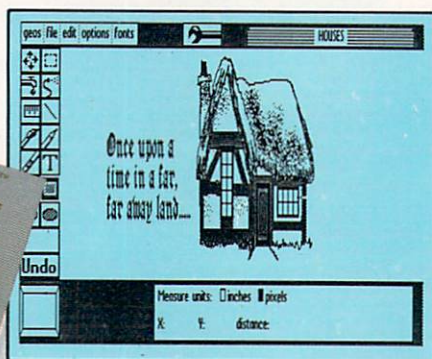 geos file edit options fonts
HOUSES
T
Once upon a
time in a far,
far away land....
Undo
Measure units: inches pixels
X: Y: distance: